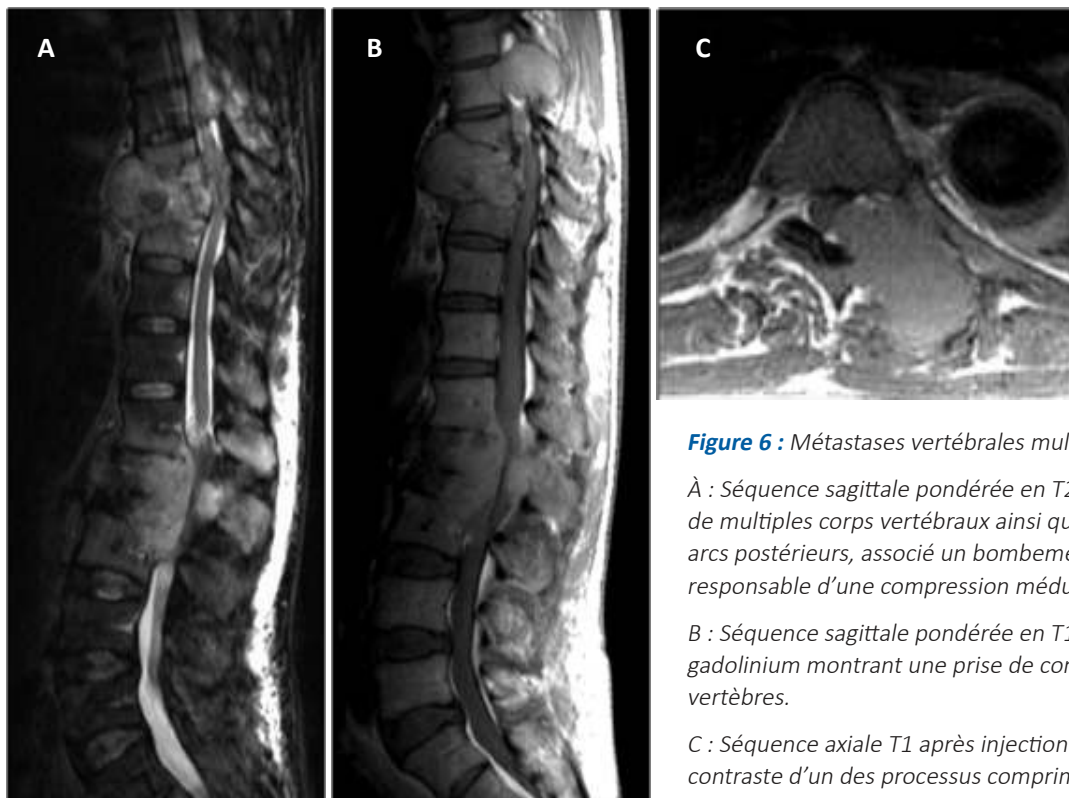 A
B
C
Figure 6 : Métastases vertébrales mul
À : Séquence sagittale pondérée en T2
de multiples corps vertébraux ainsi qu
arcs postérieurs, associé un bombeme
responsable d’une compression médu
B : Séquence sagittale pondérée en T1
gadolinium montrant une prise de con
vertèbres.
C : Séquence axiale T1 après injection
contraste d’un des processus comprim